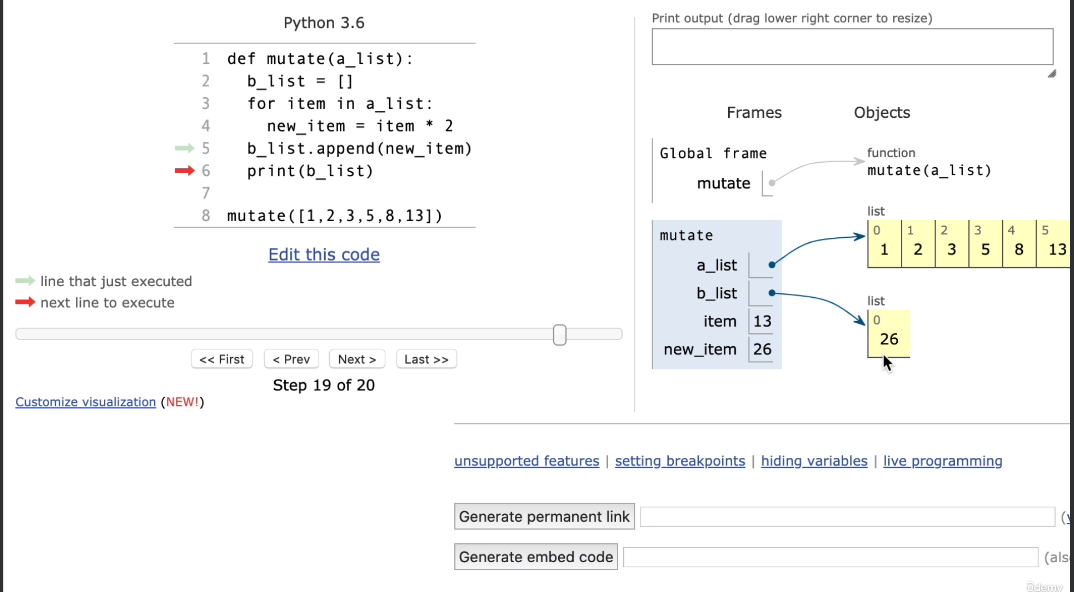 Python 3.6
1 def mutate(a_list):
2   b_list = []
3   for item in a_list:
4     new_item = item * 2
5   b_list.append(new_item)
6   print(b_list)
7
8 mutate([1,2,3,5,8,13])
Edit this code
line that just executed
next line to execute
<< First < Prev Next > Last >>
Step 19 of 20
Customize visualization (NEW!)
Print output (drag lower right corner to resize)
Frames Objects
Global frame
mutate
function
mutate(a_list)
mutate
a_list
b_list
item 13
new_item 26
list
0 1 2 3 4 5
1 2 3 5 8 13
list
0
26
unsupported features | setting breakpoints | hiding variables | live programming
Generate permanent link
Generate embed code (als
ûdemy